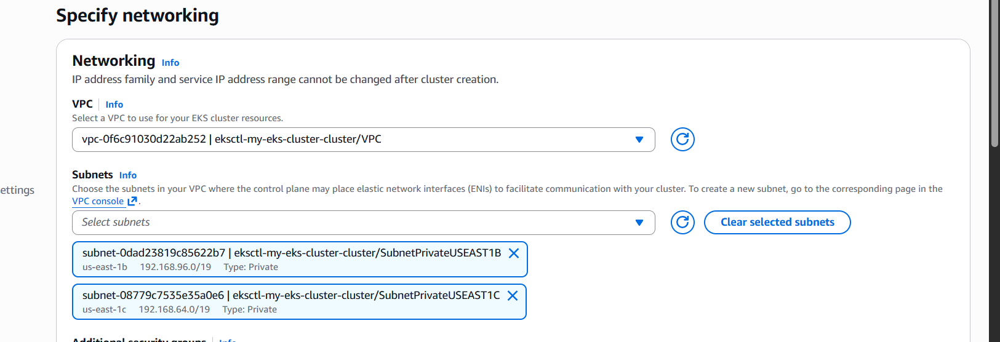 Specify networking
Networking Info
IP address family and service IP address range cannot be changed after cluster creation.
VPC Info
Select a VPC to use for your EKS cluster resources.
vpc-0f6c91030d22ab252 | eksctl-my-eks-cluster-cluster/VPC
Subnets Info
ettings
Choose the subnets in your VPC where the control plane may place elastic network interfaces (ENIs) to facilitate communication with your cluster. To create a new subnet, go to the corresponding page in the
VPC console .
Select subnets
Clear selected subnets
subnet-0dad23819c85622b7 | eksctl-my-eks-cluster-cluster/SubnetPrivateUSEAST1B
us-east-1b 192.168.96.0/19 Type: Private
subnet-08779c7535e35a0e6 | eksctl-my-eks-cluster-cluster/SubnetPrivateUSEAST1C
us-east-1c 192.168.64.0/19 Type: Private
Additional security groups Info